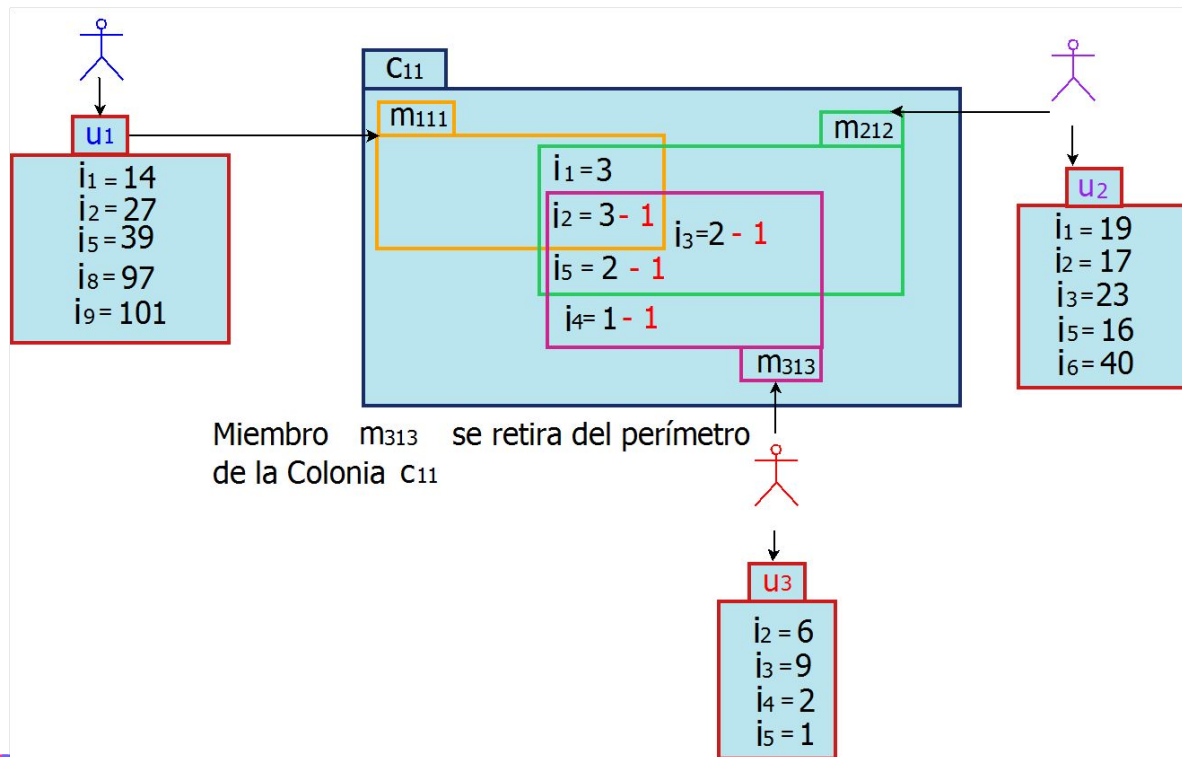 c11
m111
m212
u1
i1 = 14
i2 = 27
i5 = 39
i8 = 97
i9 = 101
i1 = 3
i2 = 3 - 1
i3=2 - 1
i5 = 2 - 1
i4= 1 - 1
m313
u2
i1 = 19
i2 = 17
i3 = 23
i5 = 16
i6 = 40
Miembro m313 se retira del perímetro
de la Colonia c11
u3
i2 = 6
i3 = 9
i4 = 2
i5 = 1